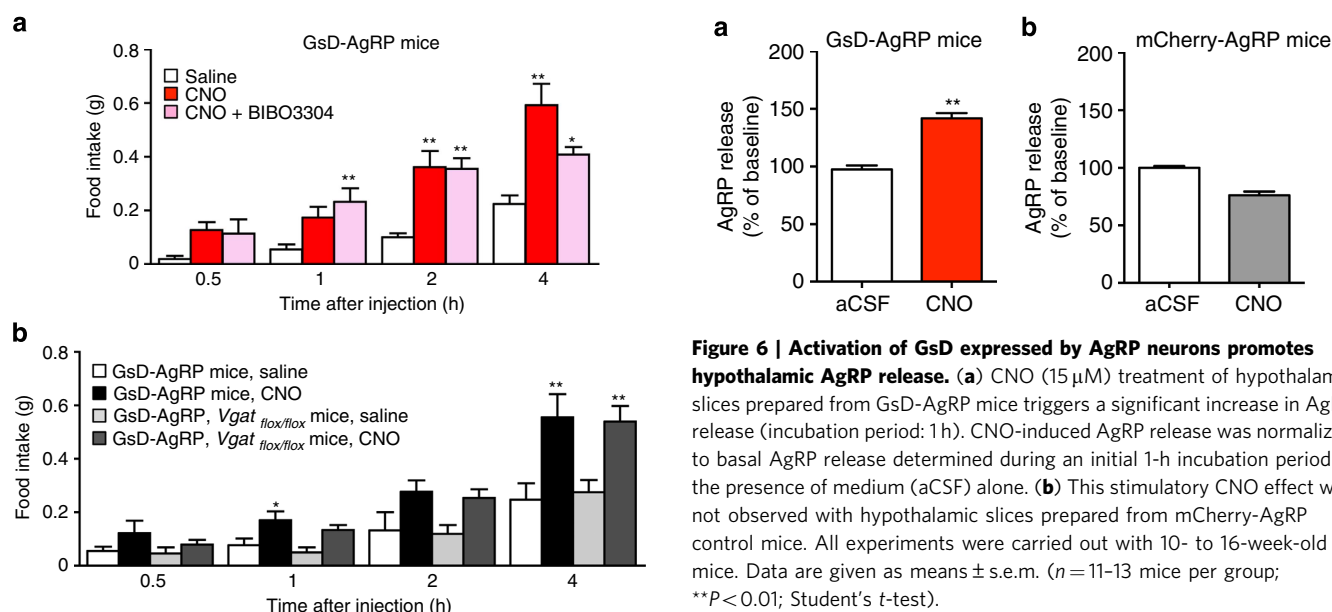 a
GsD-AgRP mice
0.8
0.6
0.4
0.2
0
Food intake (g)
Saline
CNO
CNO + BIBO3304
**
**
**
**
*
0.5 1 2 4
Time after injection (h)
b
0.8
0.6
0.4
0.2
0
Food intake (g)
GsD-AgRP mice, saline
GsD-AgRP mice, CNO
GsD-AgRP, Vgat flox/flox mice, saline
GsD-AgRP, Vgat flox/flox mice, CNO
*
**
**
0.5 1 2 4
Time after injection (h)
a
GsD-AgRP mice
200
150
100
50
0
AgRP release
(% of baseline)
**
aCSF CNO
b
mCherry-AgRP mice
200
150
100
50
0
AgRP release
(% of baseline)
aCSF CNO
Figure 6 | Activation of GsD expressed by AgRP neurons promotes
hypothalamic AgRP release. (a) CNO (15 μM) treatment of hypothalam
slices prepared from GsD-AgRP mice triggers a significant increase in Ag
release (incubation period: 1 h). CNO-induced AgRP release was normaliz
to basal AgRP release determined during an initial 1-h incubation period
the presence of medium (aCSF) alone. (b) This stimulatory CNO effect w
not observed with hypothalamic slices prepared from mCherry-AgRP
control mice. All experiments were carried out with 10- to 16-week-old
mice. Data are given as means ± s.e.m. (n = 11–13 mice per group;
**P < 0.01; Student's t-test).